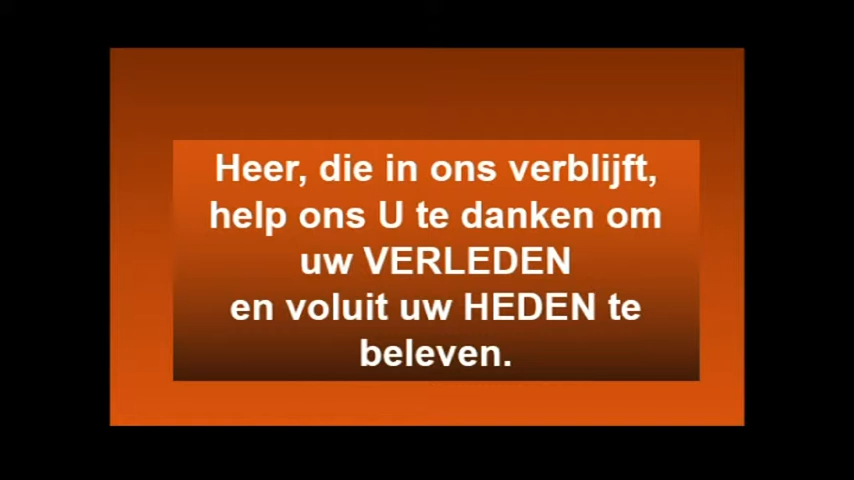 Heer, die in ons verblijft,
help ons U te danken om
uw VERLEDEN
en voluit uw HEDEN te
beleven.